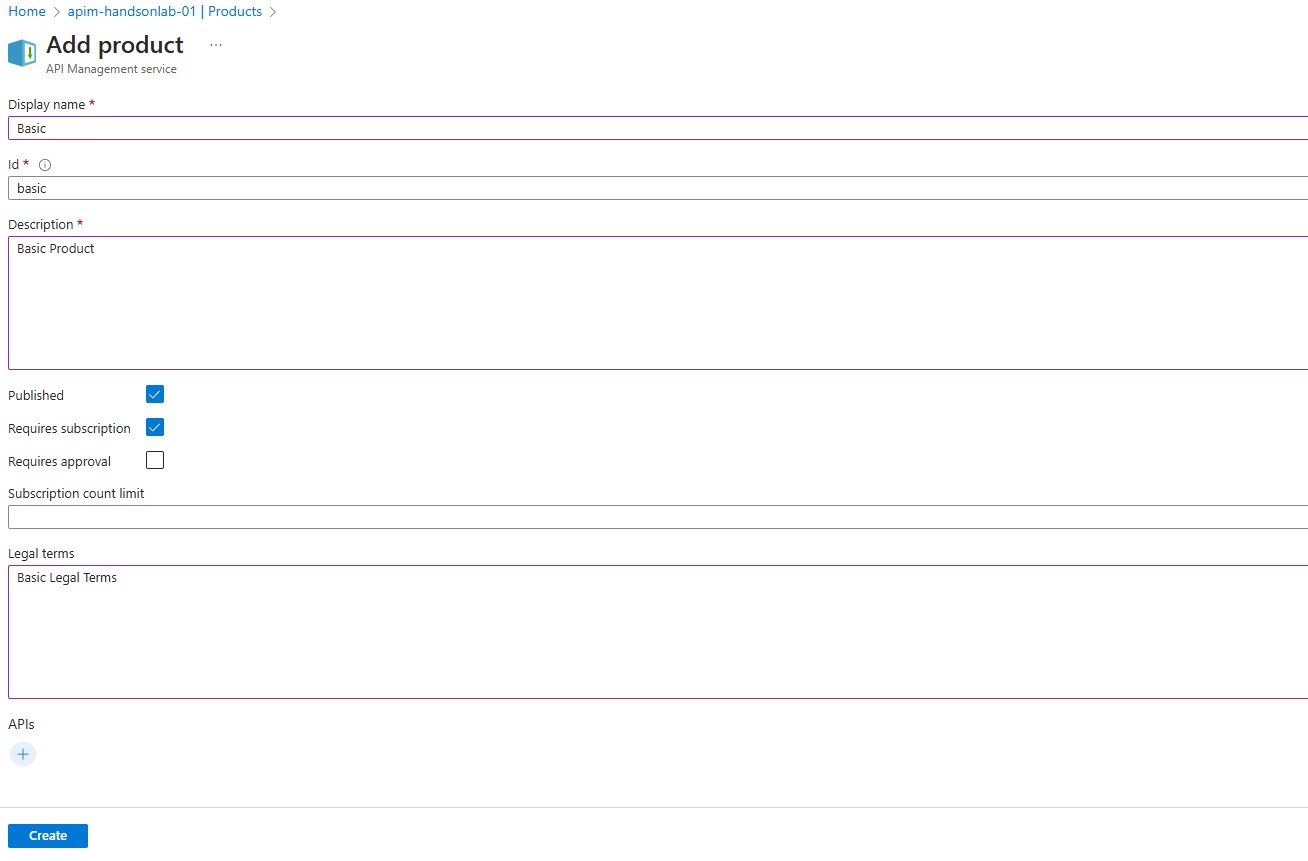 Home > apim-handsonlab-01 | Products >
Add product ...
API Management service
Display name *
Basic
Id *
basic
Description *
Basic Product
Published
Requires subscription
Requires approval
Subscription count limit
Legal terms
Basic Legal Terms
APIs
+
Create